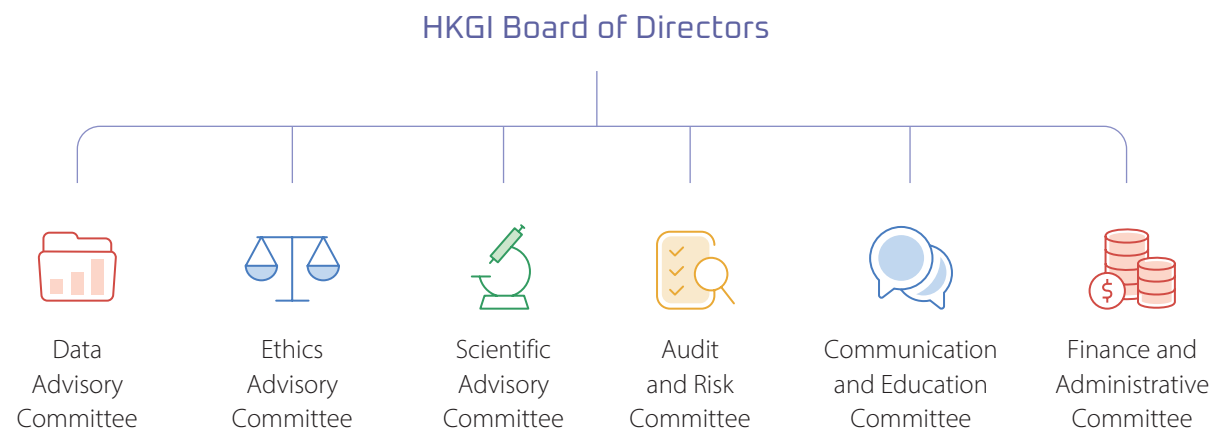 HKGI Board of Directors
Data
Advisory
Committee
Ethics
Advisory
Committee
Scientific
Advisory
Committee
Audit
and Risk
Committee
Communication
and Education
Committee
$
Finance and
Administrative
Committee